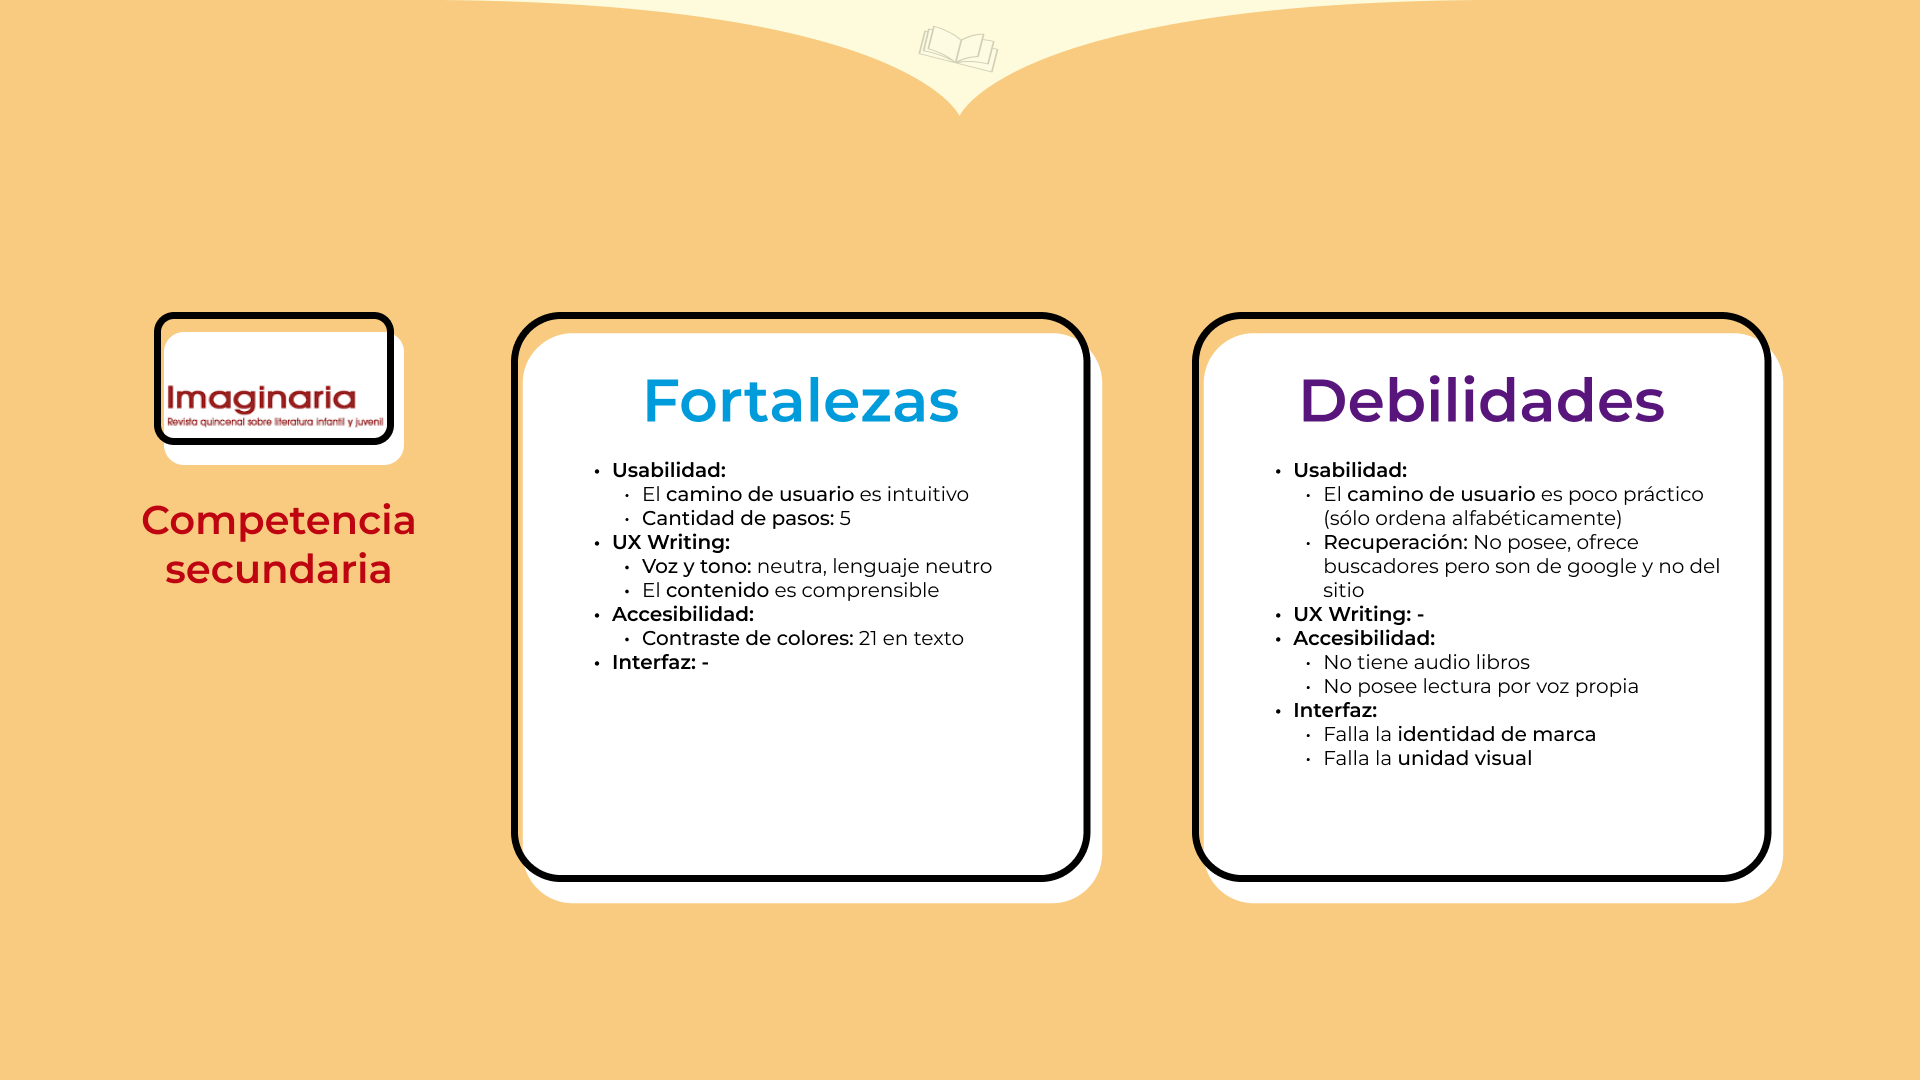 Imaginaria
Revista quincenal sobre literatura infantil y juvenil
Competencia
secundaria
Fortalezas
• Usabilidad:
• El camino de usuario es intuitivo
• Cantidad de pasos: 5
• UX Writing:
• Voz y tono: neutra, lenguaje neutro
• El contenido es comprensible
• Accesibilidad:
• Contraste de colores: 21 en texto
• Interfaz: -
Debilidades
• Usabilidad:
• El camino de usuario es poco práctico
(sólo ordena alfabéticamente)
• Recuperación: No posee, ofrece
buscadores pero son de google y no del
sitio
• UX Writing: -
• Accesibilidad:
• No tiene audio libros
• No posee lectura por voz propia
• Interfaz:
• Falla la identidad de marca
• Falla la unidad visual